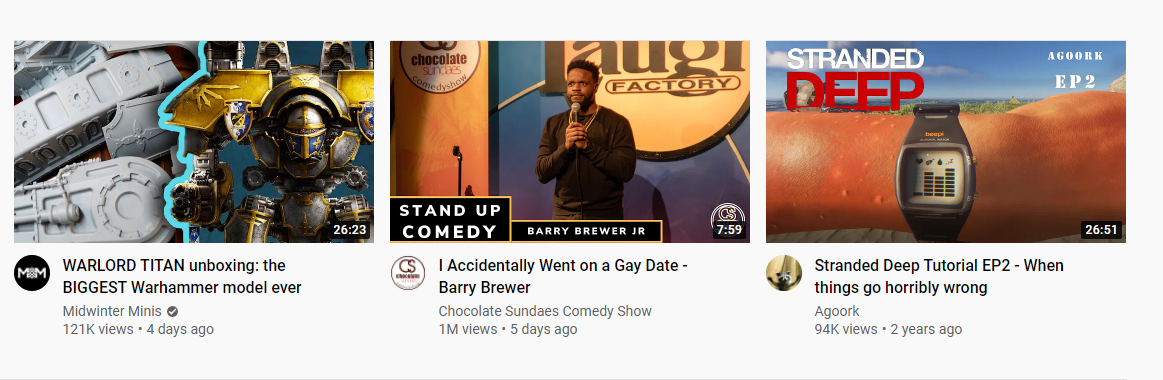 26:23
WARLORD TITAN unboxing: the
BIGGEST Warhammer model ever
Midwinter Minis
121K views • 4 days ago
chocolate
sundaes
comedyshow
laugh
FACTORY
STAND UP
COMEDY
BARRY BREWER JR
CS
7:59
I Accidentally Went on a Gay Date -
Barry Brewer
Chocolate Sundaes Comedy Show
1M views • 5 days ago
STRANDED
DEEP
AGOORK
EP2
beepi
26:51
Stranded Deep Tutorial EP2 - When
things go horribly wrong
Agoork
94K views • 2 years ago